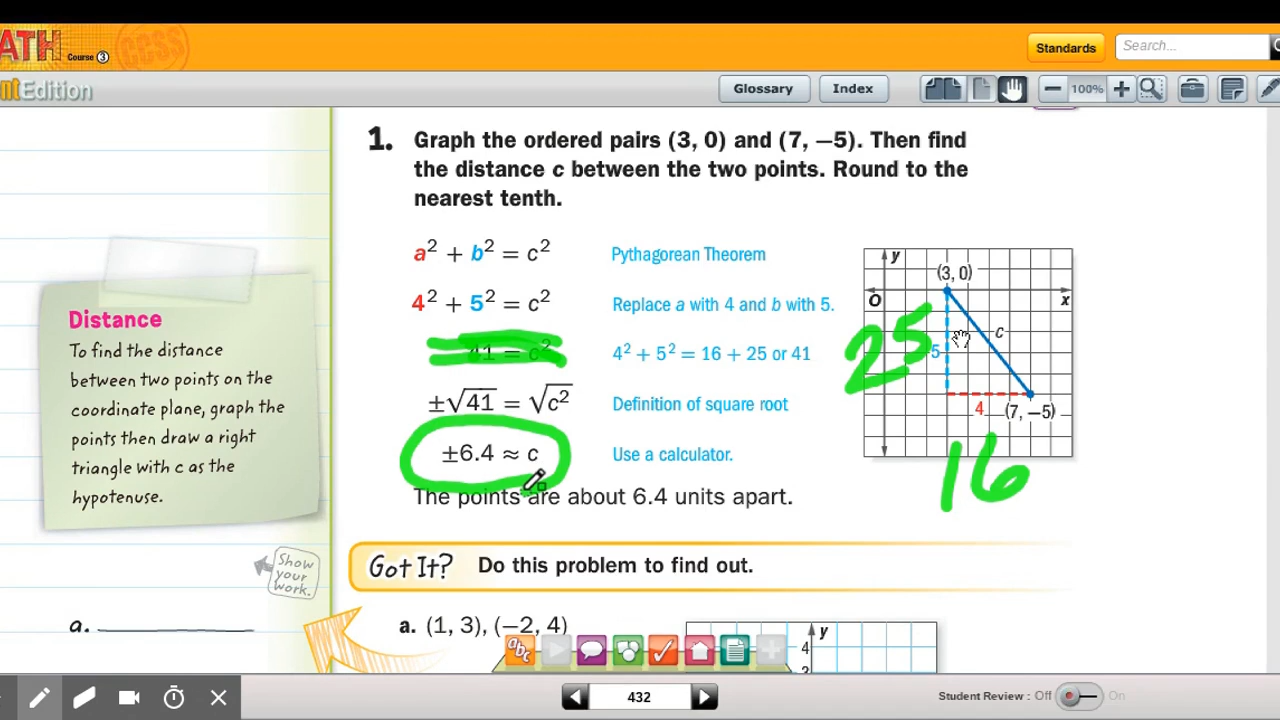 ATH Course 3 CCSS
Standards
Search...
ntEdition
Glossary
Index
100%
1. Graph the ordered pairs (3, 0) and (7, −5). Then find
the distance c between the two points. Round to the
nearest tenth.
a² + b² = c² Pythagorean Theorem
4² + 5² = c² Replace a with 4 and b with 5.
41 = c² 4² + 5² = 16 + 25 or 41
±√41 = √c² Definition of square root
±6.4 ≈ c Use a calculator.
The points are about 6.4 units apart.
y
(3, 0)
O
x
c
25
5
4
(7, −5)
16
Distance
To find the distance
between two points on the
coordinate plane, graph the
points then draw a right
triangle with c as the
hypotenuse.
Show
your
work.
Got It? Do this problem to find out.
a.
a. (1, 3), (−2, 4)
y
4
abc
432
Student Review : Off On